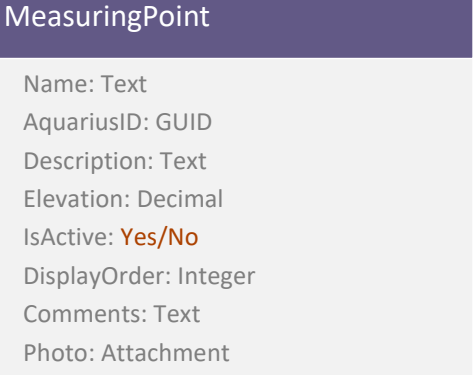 MeasuringPoint
Name: Text
AquariusID: GUID
Description: Text
Elevation: Decimal
IsActive: Yes/No
DisplayOrder: Integer
Comments: Text
Photo: Attachment